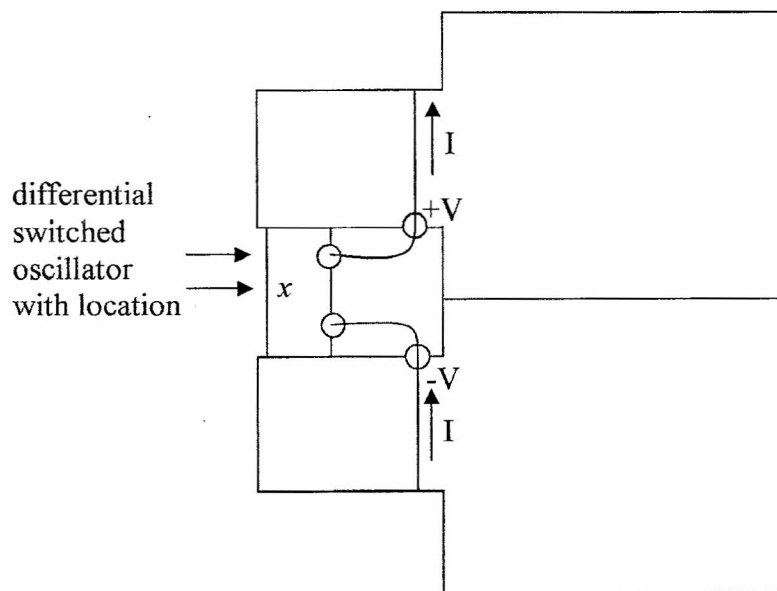 I
+V
differential
switched
oscillator
with location
x
-V
I